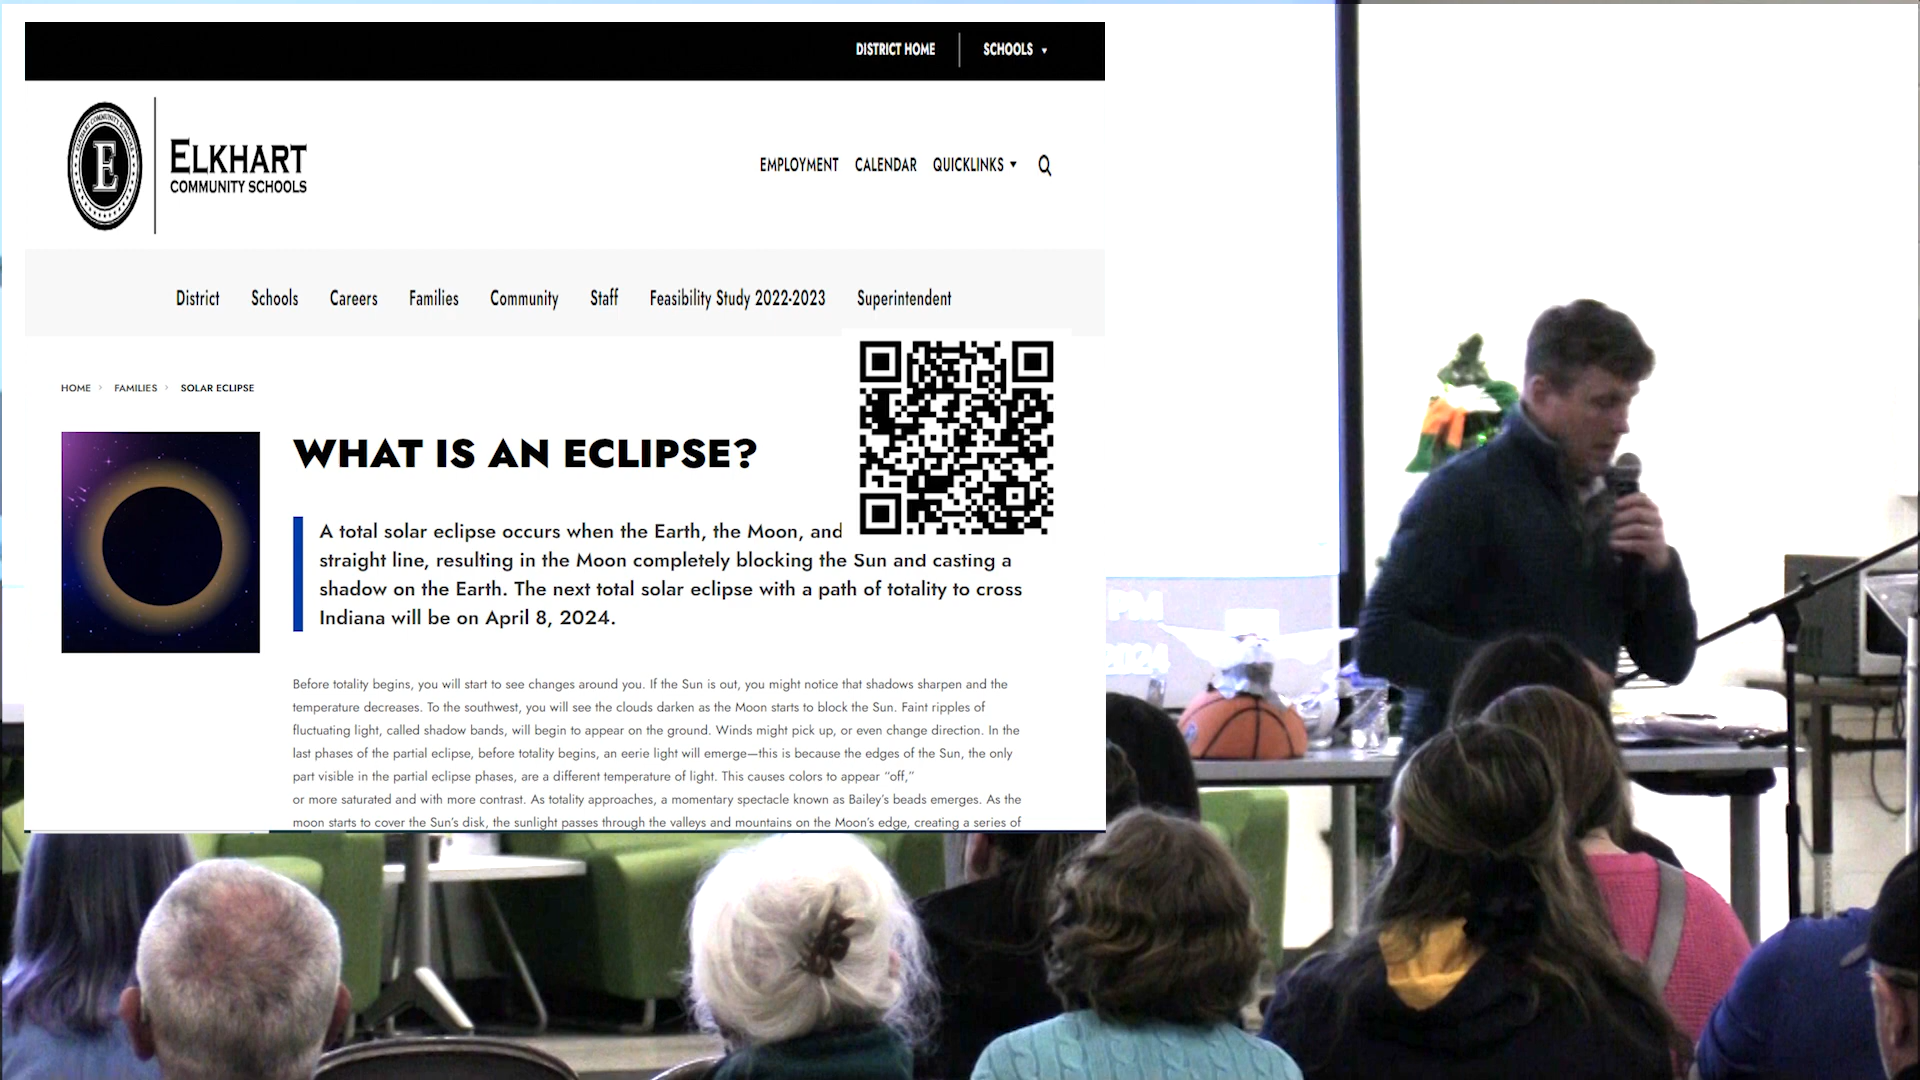 DISTRICT HOME
SCHOOLS
E
ELKHART
COMMUNITY SCHOOLS
EMPLOYMENT CALENDAR QUICKLINKS
District Schools Careers Families Community Staff Feasibility Study 2022-2023 Superintendent
HOME > FAMILIES > SOLAR ECLIPSE
WHAT IS AN ECLIPSE?
A total solar eclipse occurs when the Earth, the Moon, and
straight line, resulting in the Moon completely blocking the Sun and casting a
shadow on the Earth. The next total solar eclipse with a path of totality to cross
Indiana will be on April 8, 2024.
Before totality begins, you will start to see changes around you. If the Sun is out, you might notice that shadows sharpen and the
temperature decreases. To the southwest, you will see the clouds darken as the Moon starts to block the Sun. Faint ripples of
fluctuating light, called shadow bands, will begin to appear on the ground. Winds might pick up, or even change direction. In the
last phases of the partial eclipse, before totality begins, an eerie light will emerge—this is because the edges of the Sun, the only
part visible in the partial eclipse phases, are a different temperature of light. This causes colors to appear “off,”
or more saturated and with more contrast. As totality approaches, a momentary spectacle known as Bailey’s beads emerges. As the
moon starts to cover the Sun’s disk, the sunlight passes through the valleys and mountains on the Moon’s edge, creating a series of
PM
2024